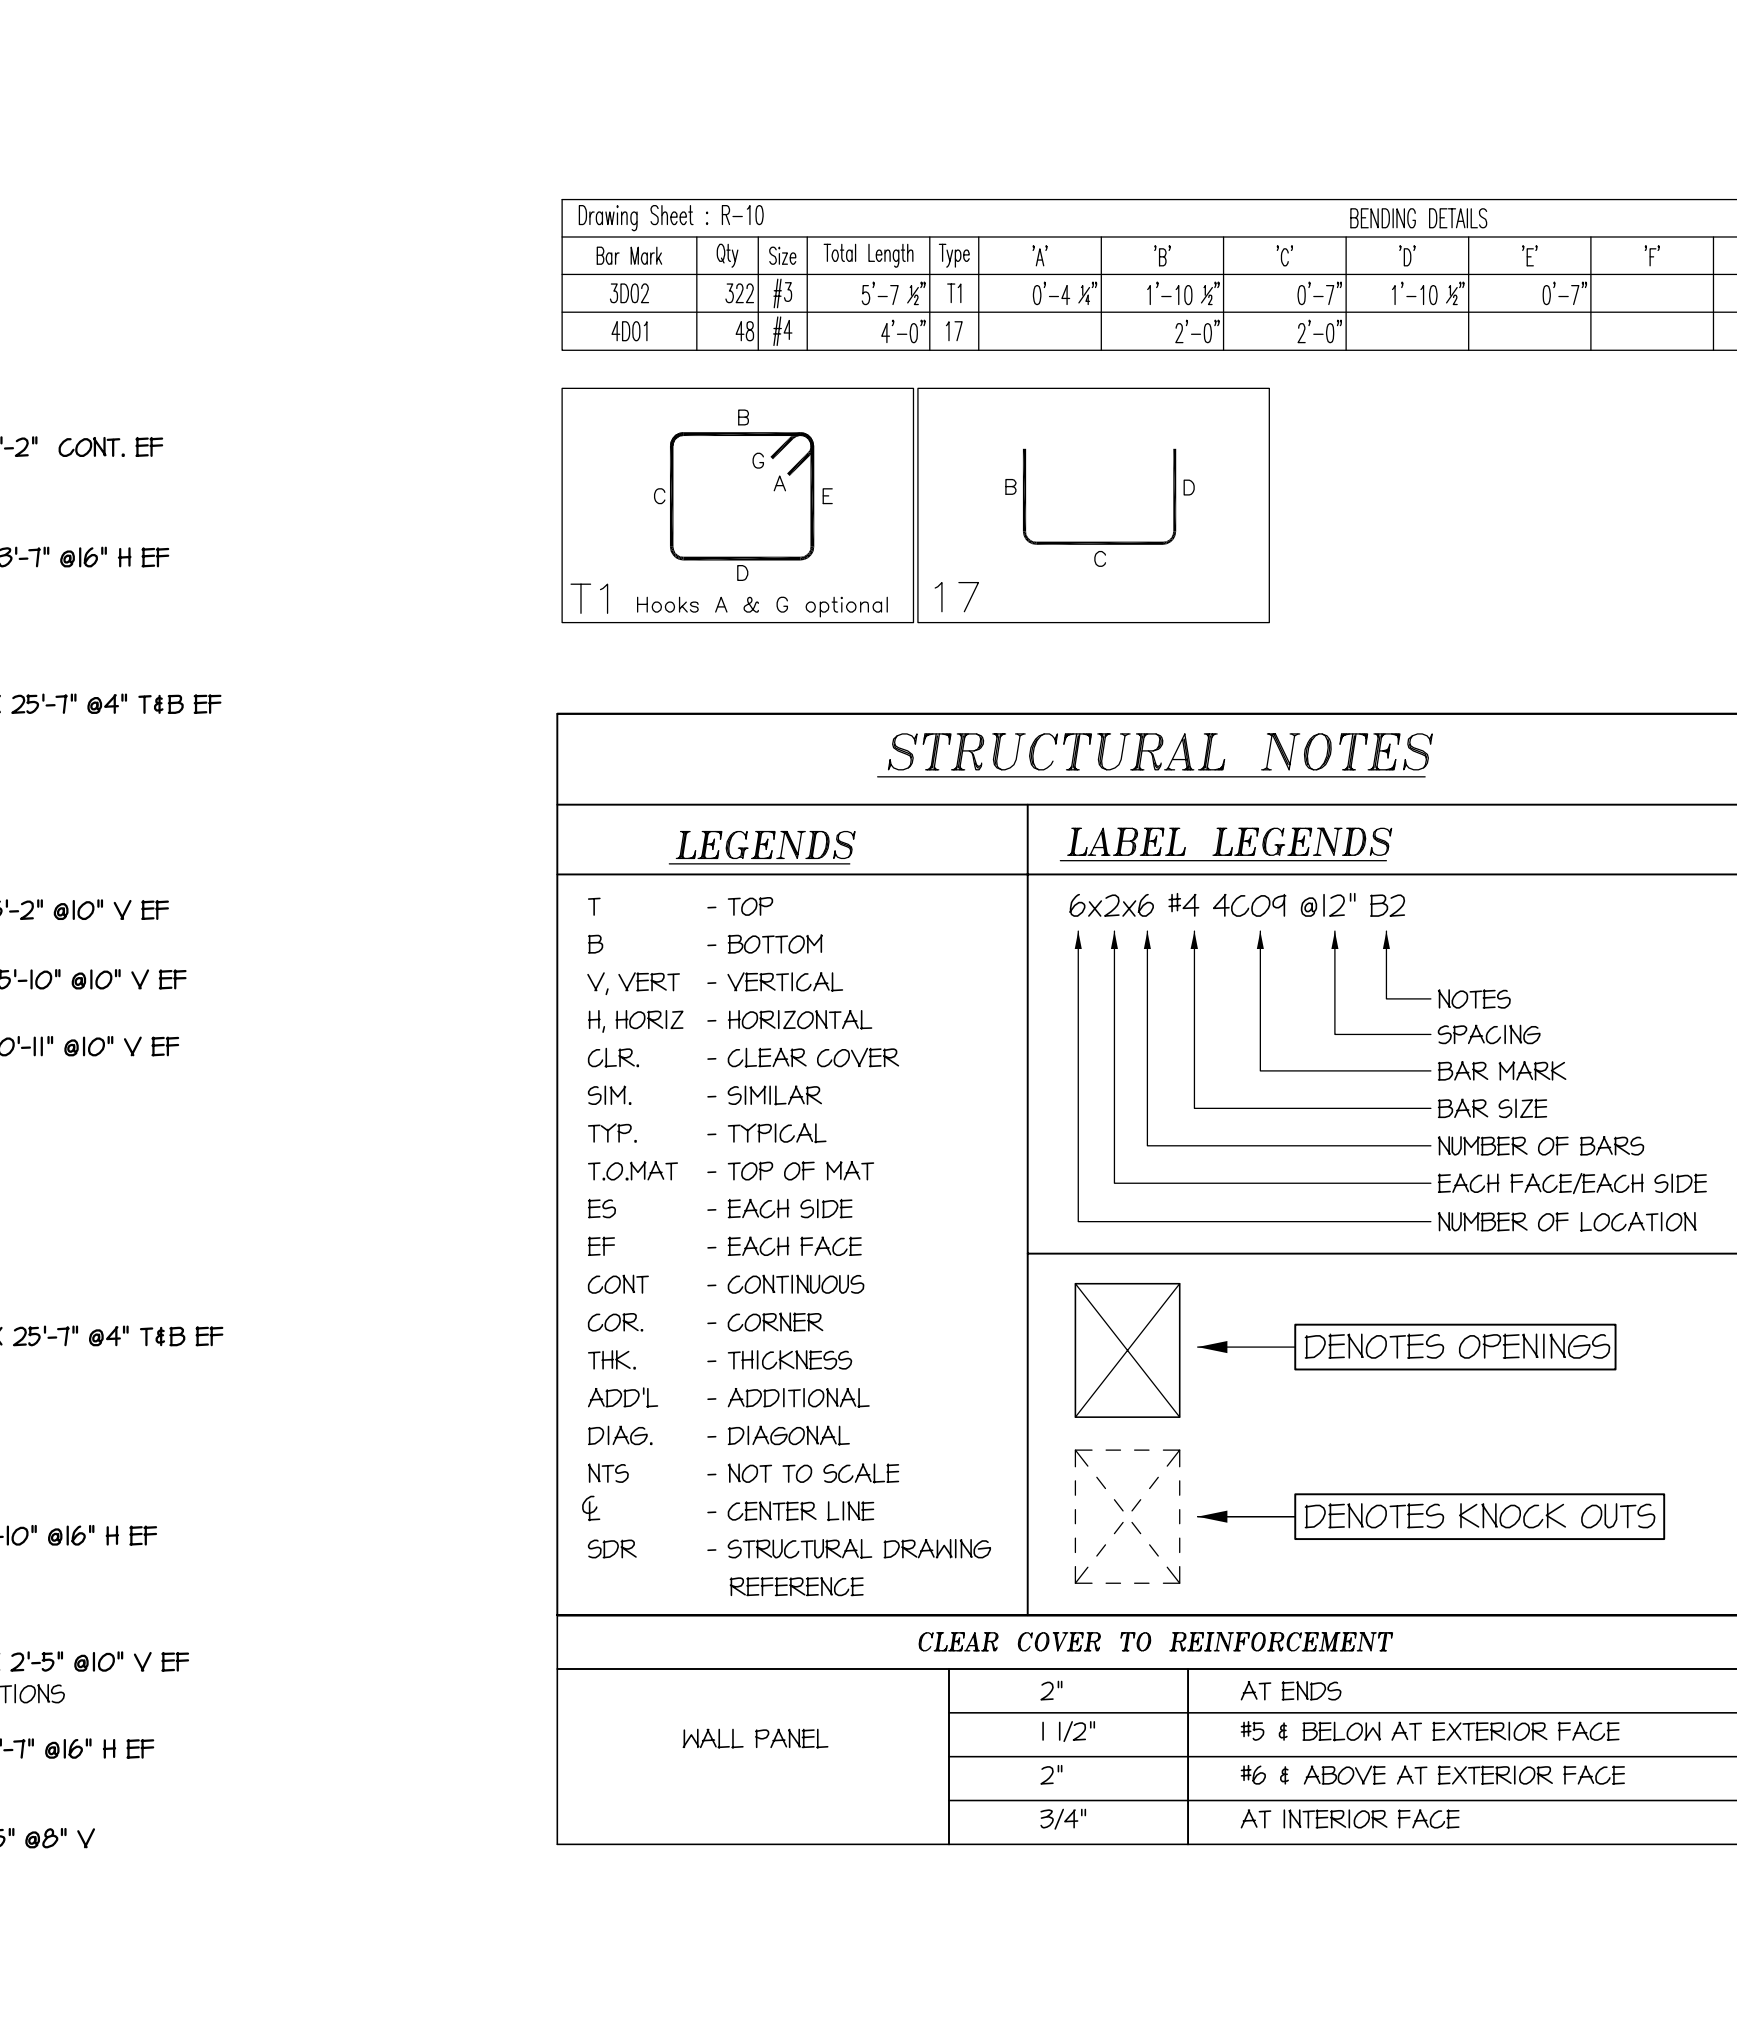 Drawing Sheet : R-10 BENDING DETAILS
Bar Mark Qty Size Total Length Type 'A' 'B' 'C' 'D' 'E' 'F'
3D02 322 #3 5'-7 ½" T1 0'-4 ¼" 1'-10 ½" 0'-7" 1'-10 ½" 0'-7"
4D01 48 #4 4'-0" 17 2'-0" 2'-0"
B
G
A
C
E
D
T1 Hooks A & G optional
B
D
C
17
'-2" CONT. EF
3'-7" @16" H EF
25'-7" @4" T&B EF
'-2" @10" V EF
5'-10" @10" V EF
0'-11" @10" V EF
X 25'-7" @4" T&B EF
-10" @16" H EF
2'-5" @10" V EF
TIONS
'-7" @16" H EF
" @8" V
STRUCTURAL NOTES
LEGENDS
T - TOP
B - BOTTOM
V, VERT - VERTICAL
H, HORIZ - HORIZONTAL
CLR. - CLEAR COVER
SIM. - SIMILAR
TYP. - TYPICAL
T.O.MAT - TOP OF MAT
ES - EACH SIDE
EF - EACH FACE
CONT - CONTINUOUS
COR. - CORNER
THK. - THICKNESS
ADD'L - ADDITIONAL
DIAG. - DIAGONAL
NTS - NOT TO SCALE
℄ - CENTER LINE
SDR - STRUCTURAL DRAWING
REFERENCE
LABEL LEGENDS
6x2x6 #4 4C09 @12" B2
NOTES
SPACING
BAR MARK
BAR SIZE
NUMBER OF BARS
EACH FACE/EACH SIDE
NUMBER OF LOCATION
DENOTES OPENINGS
DENOTES KNOCK OUTS
CLEAR COVER TO REINFORCEMENT
WALL PANEL
2" AT ENDS
1 1/2" #5 & BELOW AT EXTERIOR FACE
2" #6 & ABOVE AT EXTERIOR FACE
3/4" AT INTERIOR FACE